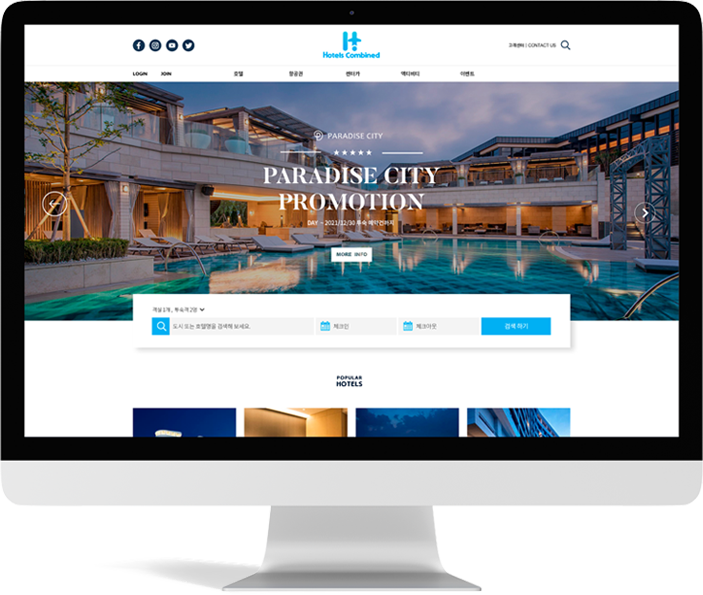 Hotels Combined
고객센터 | CONTACT US
LOGIN JOIN 호텔 항공권 렌터카 액티비티 이벤트
PARADISE CITY
PARADISE CITY
PROMOTION
DAY ~ 2021/12/30 투숙 예약건까지
MORE INFO
객실 1개, 투숙객 2명
도시 또는 호텔명을 검색해 보세요. 체크인 체크아웃 검색 하기
POPULAR
HOTELS